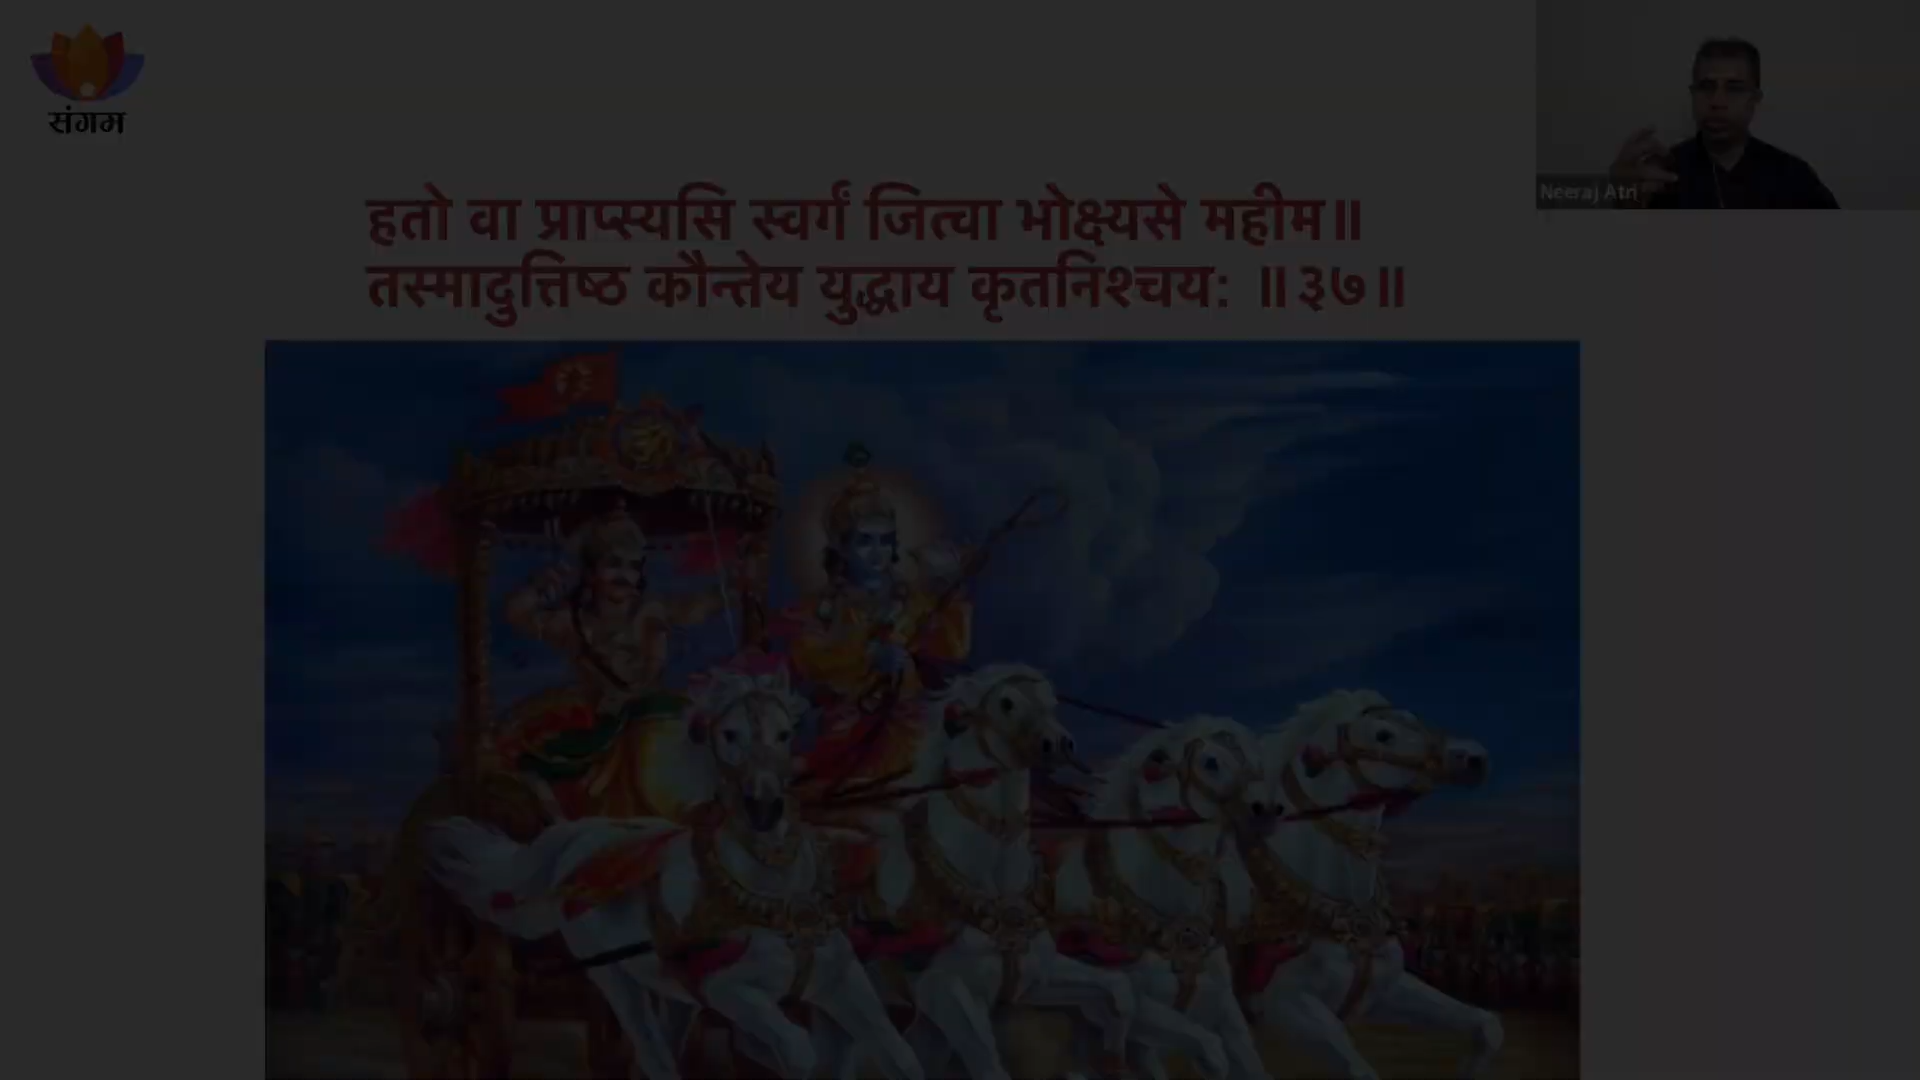 संगम
Neeraj Atri
हतो वा प्राप्स्यसि स्वर्गं जित्वा भोक्ष्यसे महीम॥
तस्मादुत्तिष्ठ कौन्तेय युद्धाय कृतनिश्चय: ॥३७॥